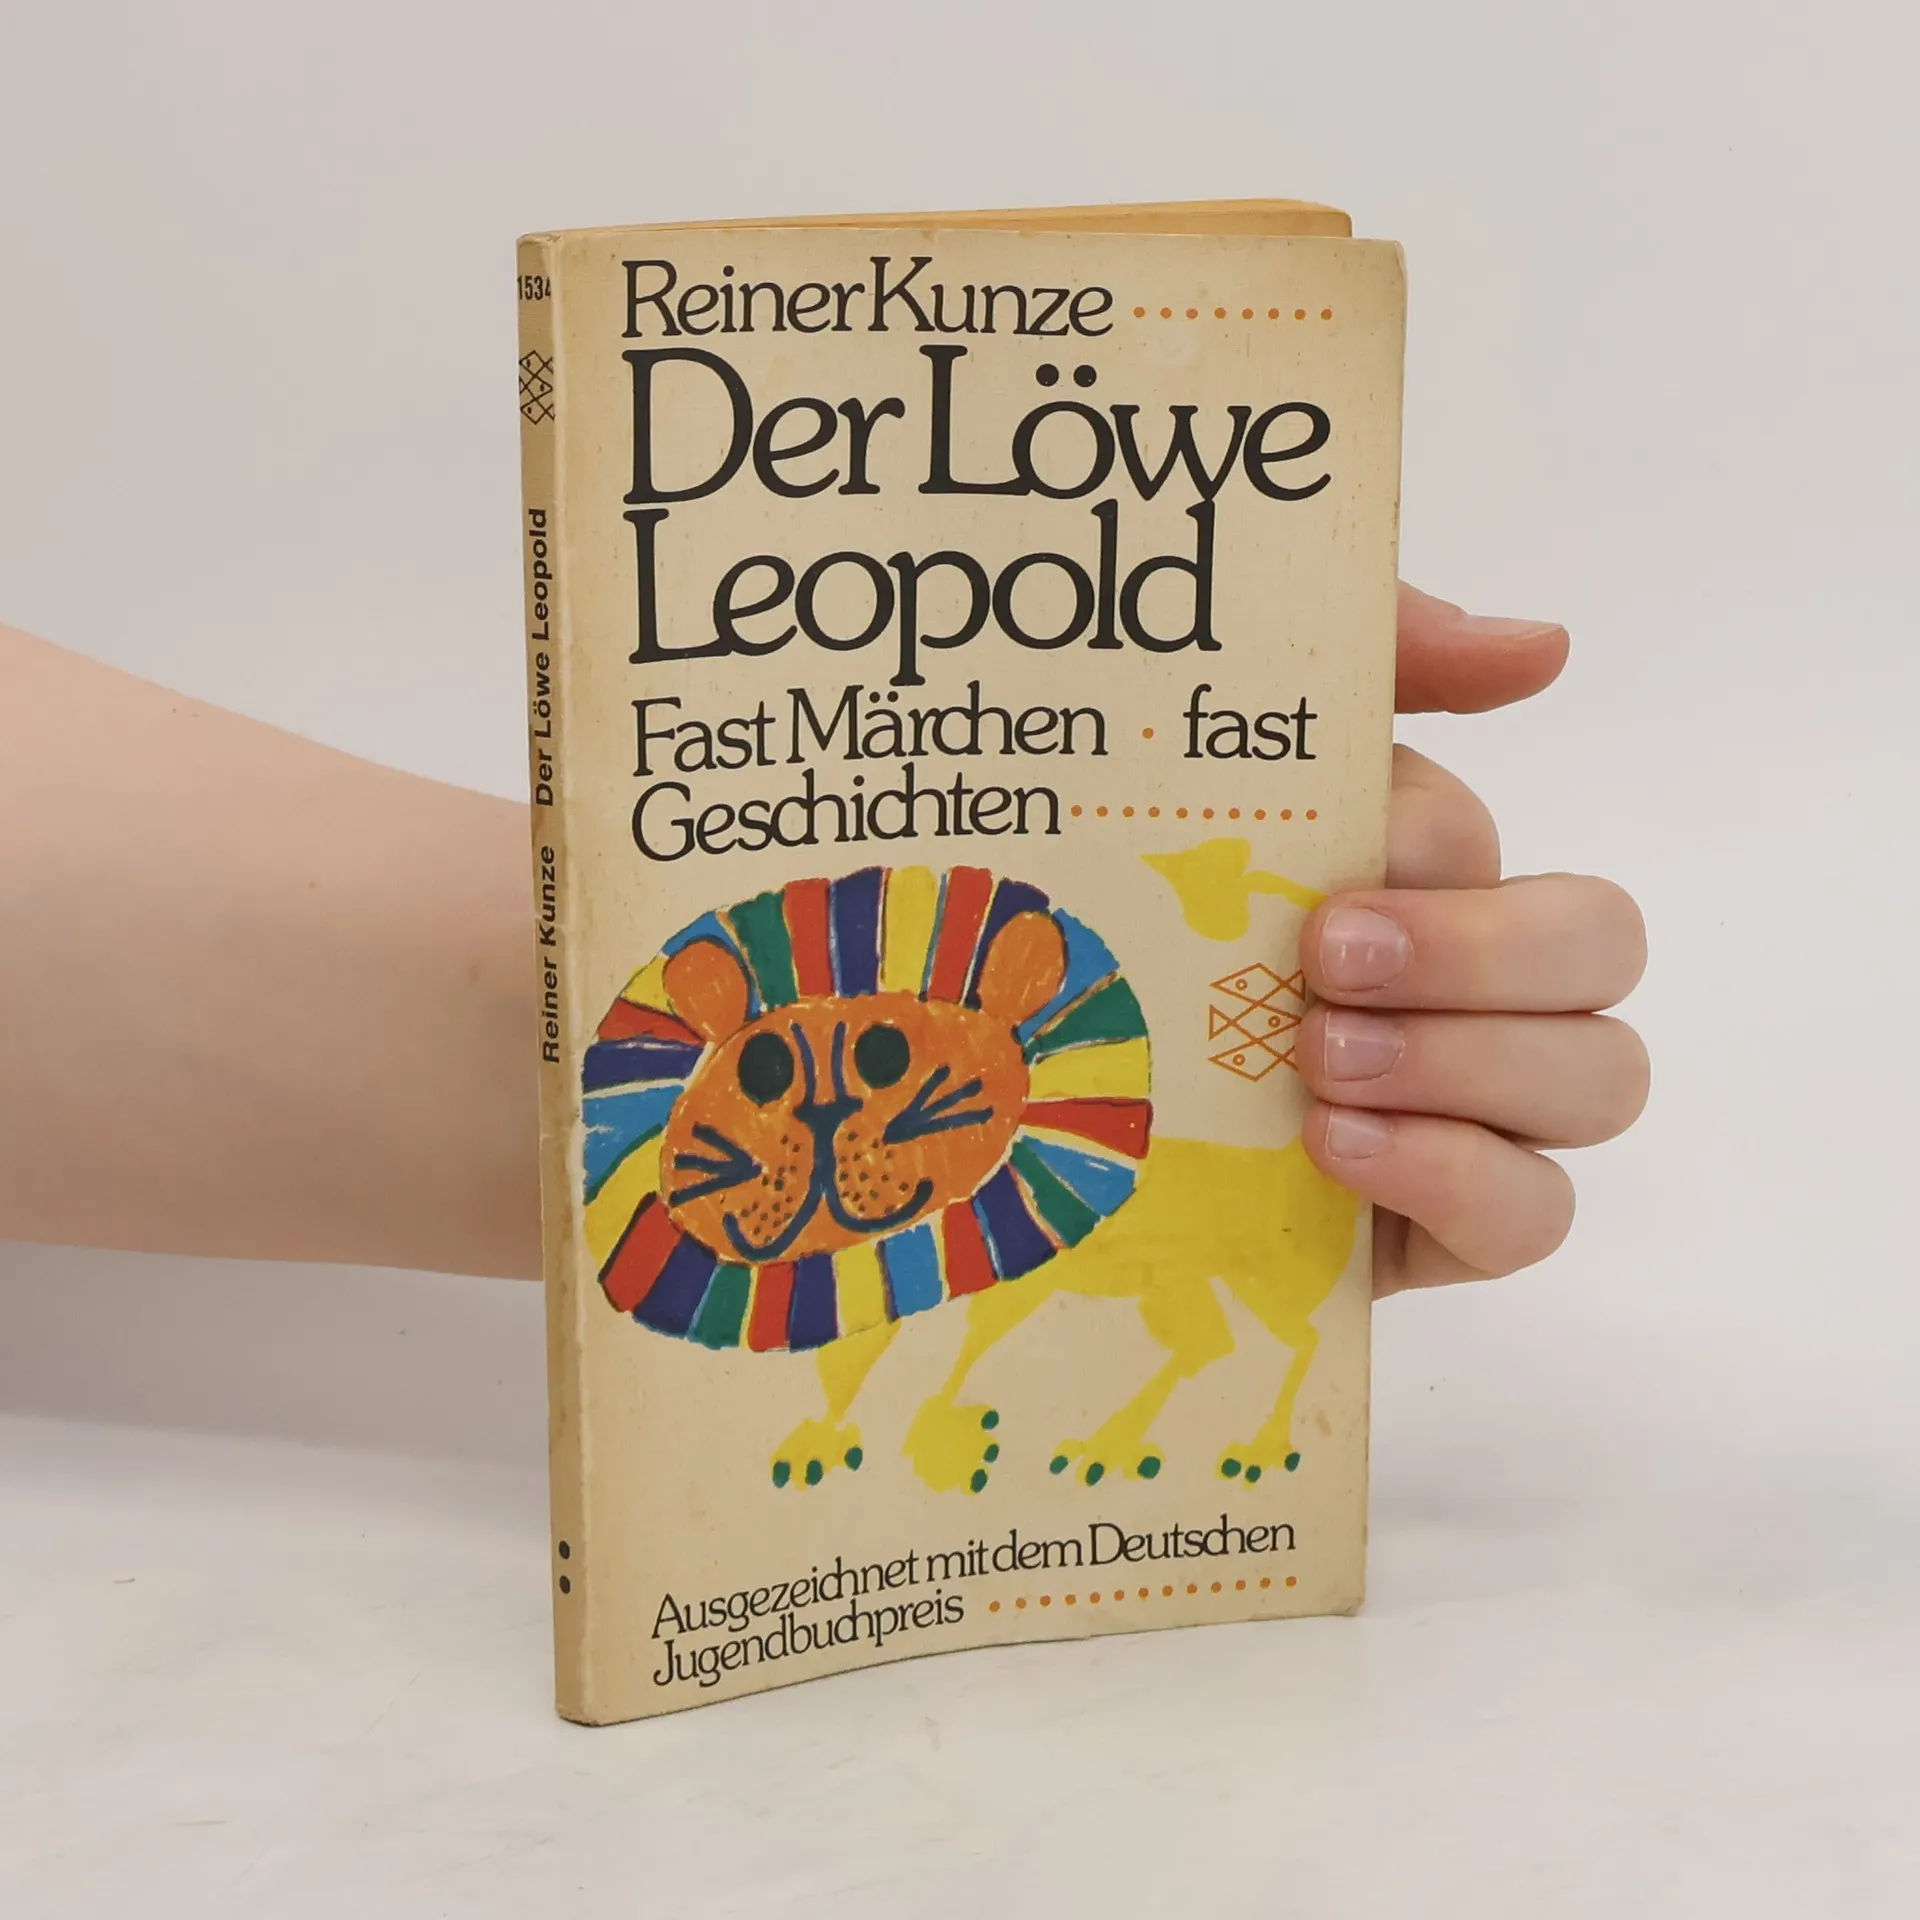 Reiner Kunze
Der Löwe
Leopold
Fast Märchen · fast
Geschichten
Ausgezeichnet mit dem Deutschen
Jugendbuchpreis
1534
Reiner Kunze Der Löwe Leopold